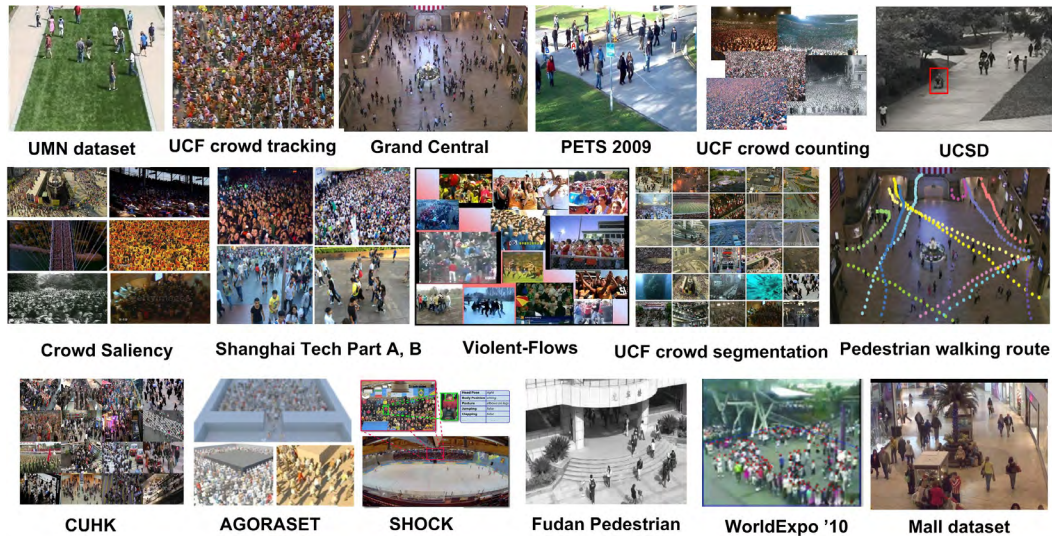 UMN dataset
UCF crowd tracking
Grand Central
PETS 2009
UCF crowd counting
UCSD
Crowd Saliency
Shanghai Tech Part A, B
Violent-Flows
UCF crowd segmentation
Pedestrian walking route
CUHK
AGORASET
SHOCK
Fudan Pedestrian
WorldExpo '10
Mall dataset